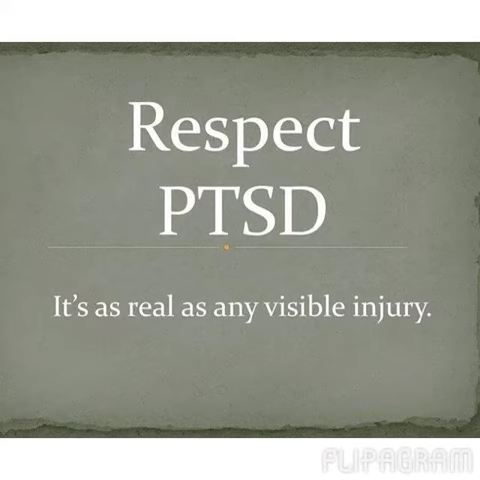 Respect
PTSD
It’s as real as any visible injury.
FLIPAGRAM